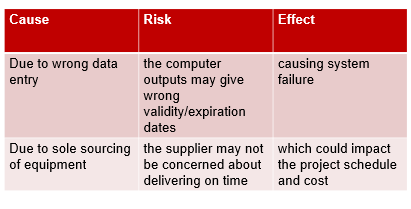 Cause Risk Effect
Due to wrong data
entry
the computer
outputs may give
wrong
validity/expiration
dates
causing system
failure
Due to sole sourcing
of equipment
the supplier may not
be concerned about
delivering on time
which could impact
the project schedule
and cost